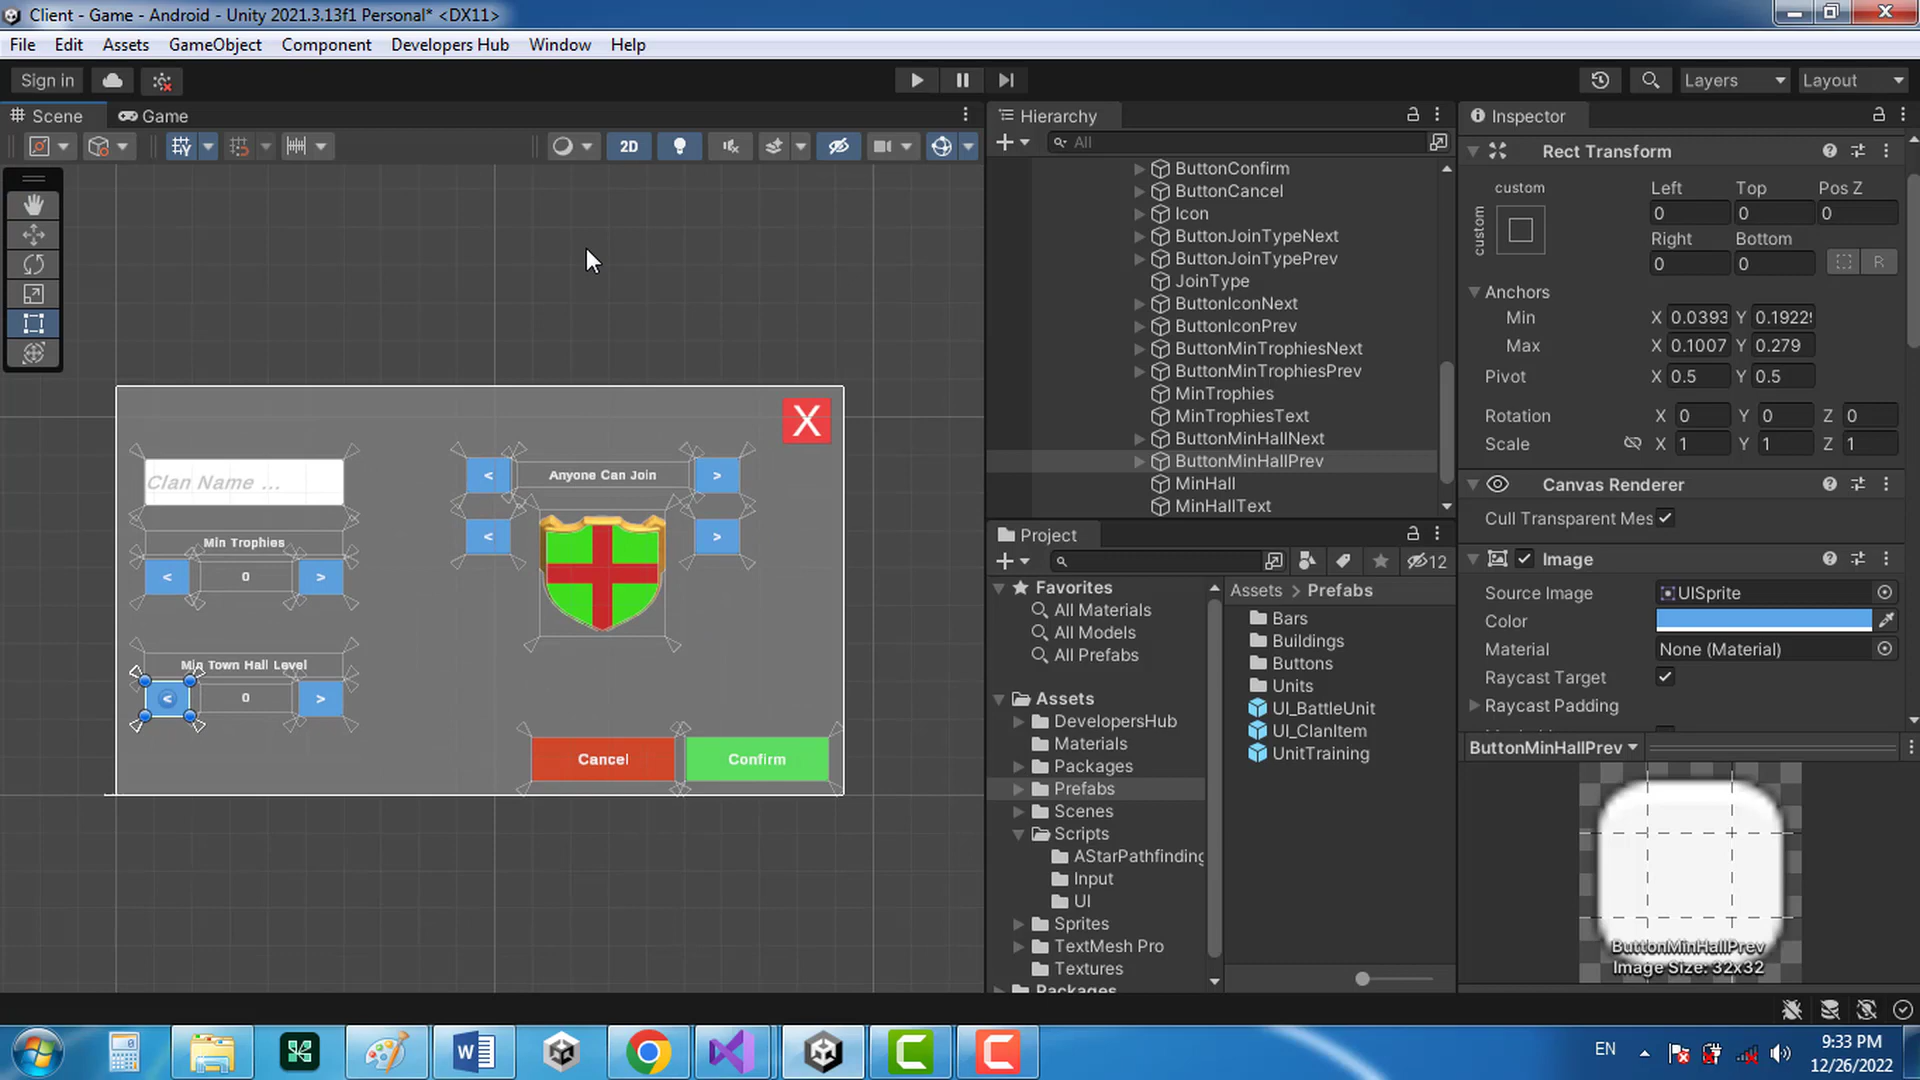 Client - Game - Android - Unity 2021.3.13f1 Personal* <DX11>
File Edit Assets GameObject Component Developers Hub Window Help
Sign in Layers Layout
Scene Game
2D
Clan Name ...
Anyone Can Join
X
<
>
<
>
Min Trophies
< 0 >
Min Town Hall Level
< 0 >
Cancel Confirm
Hierarchy
All
ButtonConfirm
ButtonCancel
Icon
ButtonJoinTypeNext
ButtonJoinTypePrev
JoinType
ButtonIconNext
ButtonIconPrev
ButtonMinTrophiesNext
ButtonMinTrophiesPrev
MinTrophies
MinTrophiesText
ButtonMinHallNext
ButtonMinHallPrev
MinHall
MinHallText
Project
12
Favorites
All Materials
All Models
All Prefabs
Assets
DevelopersHub
Materials
Packages
Prefabs
Scenes
Scripts
AStarPathfinding
Input
UI
Sprites
TextMesh Pro
Textures
Packages
Assets > Prefabs
Bars
Buildings
Buttons
Units
UI_BattleUnit
UI_ClanItem
UnitTraining
Inspector
Rect Transform
custom
custom
Left Top Pos Z
0 0 0
Right Bottom
0 0 R
Anchors
Min X 0.0393 Y 0.1922
Max X 0.1007 Y 0.279
Pivot X 0.5 Y 0.5
Rotation X 0 Y 0 Z 0
Scale X 1 Y 1 Z 1
Canvas Renderer
Cull Transparent Mes
Image
Source Image UISprite
Color
Material None (Material)
Raycast Target
Raycast Padding
ButtonMinHallPrev
ButtonMinHallPrev
Image Size: 32x32
EN
9:33 PM
12/26/2022